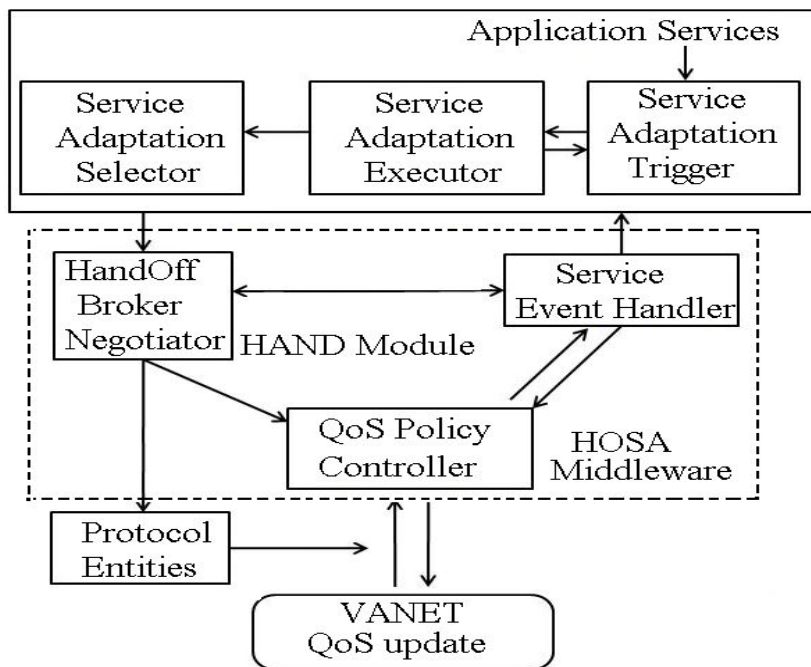 Application Services
Service
Adaptation
Selector
Service
Adaptation
Executor
Service
Adaptation
Trigger
HandOff
Broker
Negotiator
Service
Event Handler
HAND Module
QoS Policy
Controller
HOSA
Middleware
Protocol
Entities
VANET
QoS update